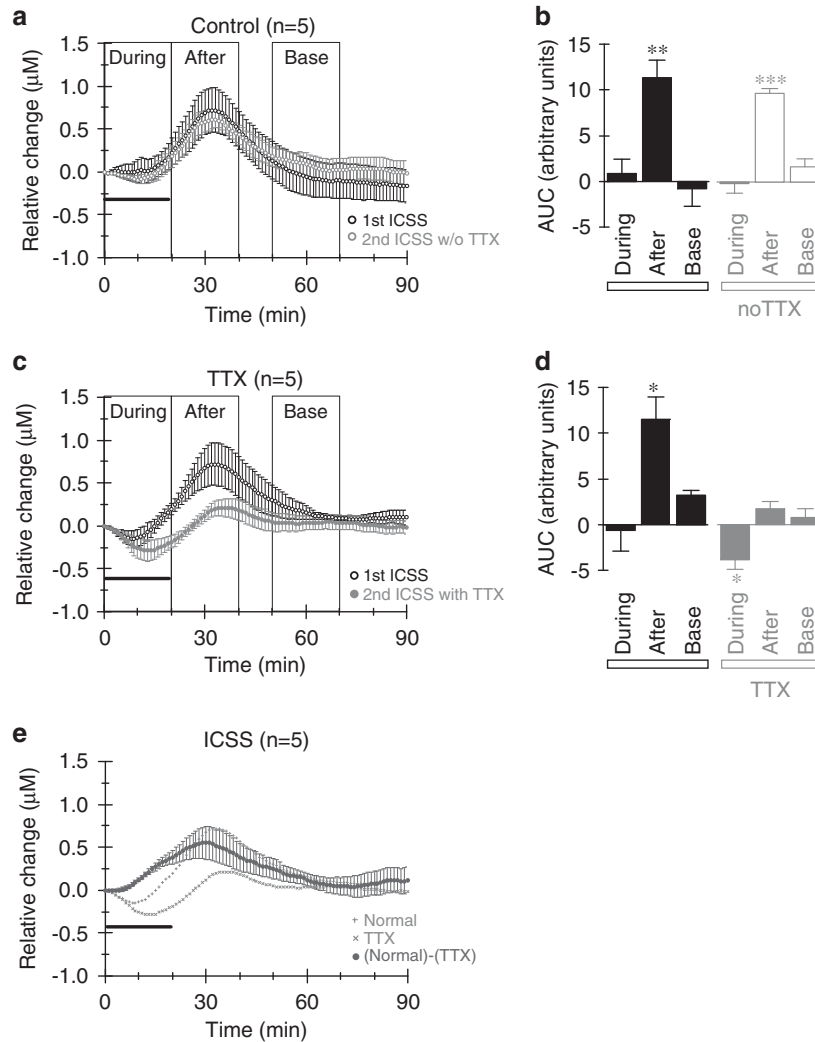 a
Control (n=5)
1.5
1.0
0.5
0.0
-0.5
-1.0
Relative change (µM)
During
After
Base
1st ICSS
2nd ICSS w/o TTX
0
30
60
90
Time (min)
b
15
10
5
0
-5
AUC (arbitrary units)
**
***
During
After
Base
During
After
Base
noTTX
c
TTX (n=5)
1.5
1.0
0.5
0.0
-0.5
-1.0
Relative change (µM)
During
After
Base
1st ICSS
2nd ICSS with TTX
0
30
60
90
Time (min)
d
15
10
5
0
-5
AUC (arbitrary units)
*
*
During
After
Base
During
After
Base
TTX
e
ICSS (n=5)
1.5
1.0
0.5
0.0
-0.5
-1.0
Relative change (µM)
Normal
TTX
(Normal)-(TTX)
0
30
60
90
Time (min)